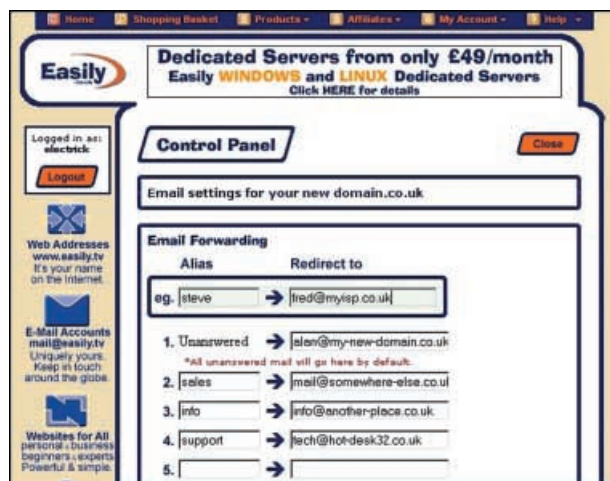 Home Shopping Basket Products Affiliates My Account Help
Easily
Dedicated Servers from only £49/month
Easily WINDOWS and LINUX Dedicated Servers
Click HERE for details
Logged in as:
electrick
Logout
Control Panel
Close
Email settings for your new domain.co.uk
Web Addresses
www.easily.tv
It's your name
on the Internet.
E-Mail Accounts
mail@easily.tv
Uniquely yours.
Keep in touch
around the globe.
Websites for All
personal & business
beginners & experts
Powerful & simple.
Email Forwarding
Alias Redirect to
eg. steve fred@myisp.co.uk
1. Unanswered alan@my-new-domain.co.uk
*All unanswered mail will go here by default.
2. sales mail@somewhere-else.co.ul
3. info info@another-place.co.uk
4. support tech@hot-desk32.co.uk
5.